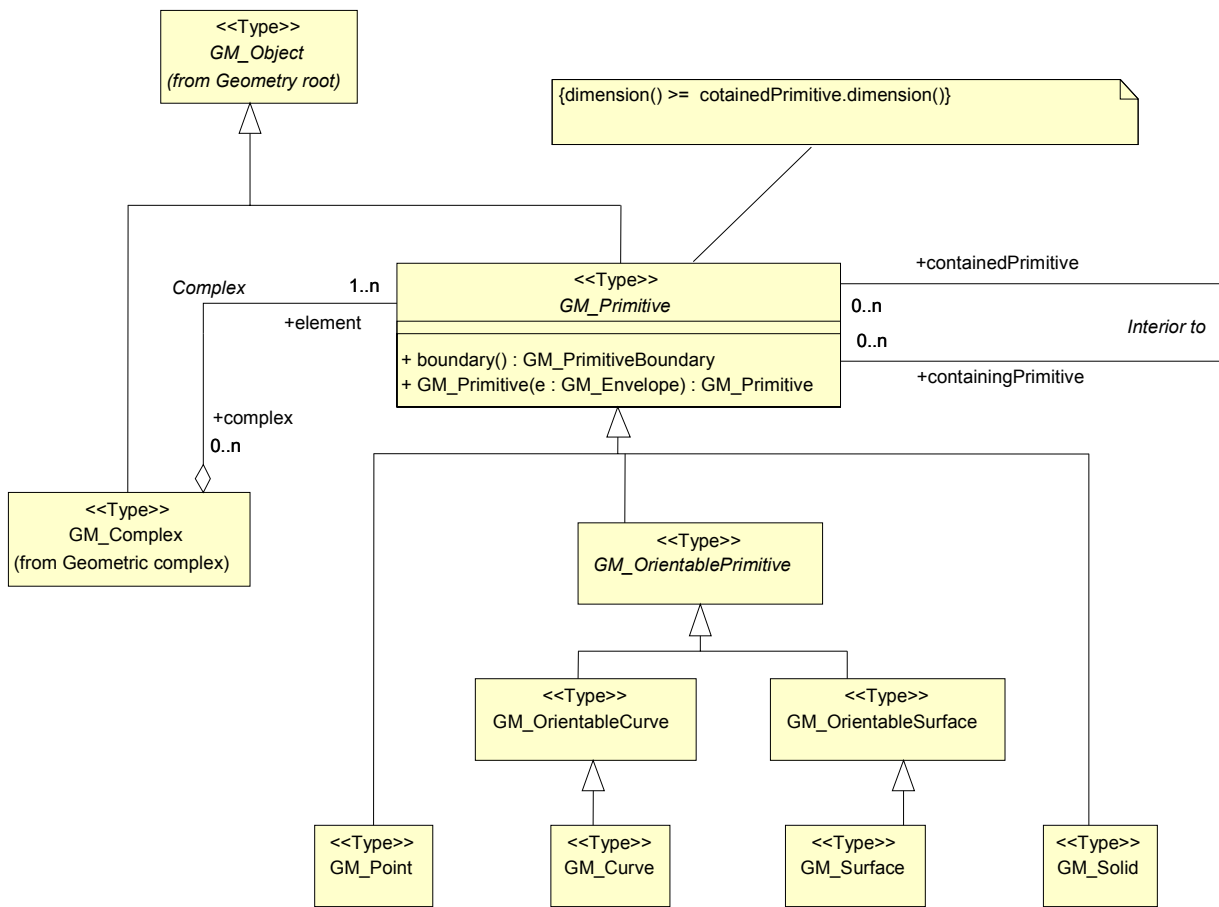 <<Type>>
GM_Object
(from Geometry root)
{dimension() >=  cotainedPrimitive.dimension()}
<<Type>>
GM_Primitive
+ boundary() : GM_PrimitiveBoundary
+ GM_Primitive(e : GM_Envelope) : GM_Primitive
+containedPrimitive
0..n
Interior to
0..n
+containingPrimitive
Complex
1..n
+element
+complex
0..n
<<Type>>
GM_Complex
(from Geometric complex)
<<Type>>
GM_OrientablePrimitive
<<Type>>
GM_OrientableCurve
<<Type>>
GM_OrientableSurface
<<Type>>
GM_Point
<<Type>>
GM_Curve
<<Type>>
GM_Surface
<<Type>>
GM_Solid